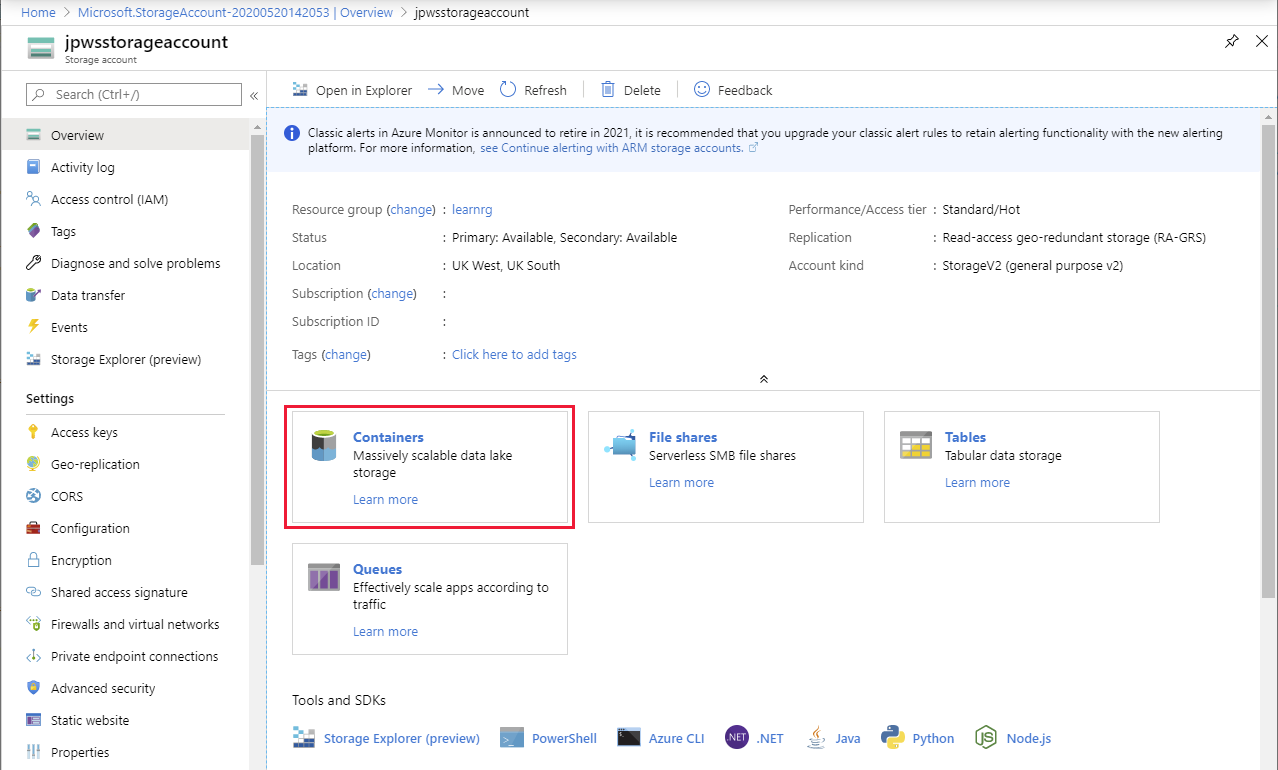 Home > Microsoft.StorageAccount-20200520142053 | Overview > jpwsstorageaccount
jpwsstorageaccount
Storage account
Search (Ctrl+/)
«
Overview
Activity log
Access control (IAM)
Tags
Diagnose and solve problems
Data transfer
Events
Storage Explorer (preview)
Settings
Access keys
Geo-replication
CORS
Configuration
Encryption
Shared access signature
Firewalls and virtual networks
Private endpoint connections
Advanced security
Static website
Properties
Open in Explorer Move Refresh Delete Feedback
Classic alerts in Azure Monitor is announced to retire in 2021, it is recommended that you upgrade your classic alert rules to retain alerting functionality with the new alerting
platform. For more information, see Continue alerting with ARM storage accounts.
Resource group (change) : learnrg
Status : Primary: Available, Secondary: Available
Location : UK West, UK South
Subscription (change) :
Subscription ID :
Tags (change) : Click here to add tags
Performance/Access tier : Standard/Hot
Replication : Read-access geo-redundant storage (RA-GRS)
Account kind : StorageV2 (general purpose v2)
Containers
Massively scalable data lake
storage
Learn more
File shares
Serverless SMB file shares
Learn more
Tables
Tabular data storage
Learn more
Queues
Effectively scale apps according to
traffic
Learn more
Tools and SDKs
Storage Explorer (preview) PowerShell Azure CLI NET .NET Java Python JS Node.js